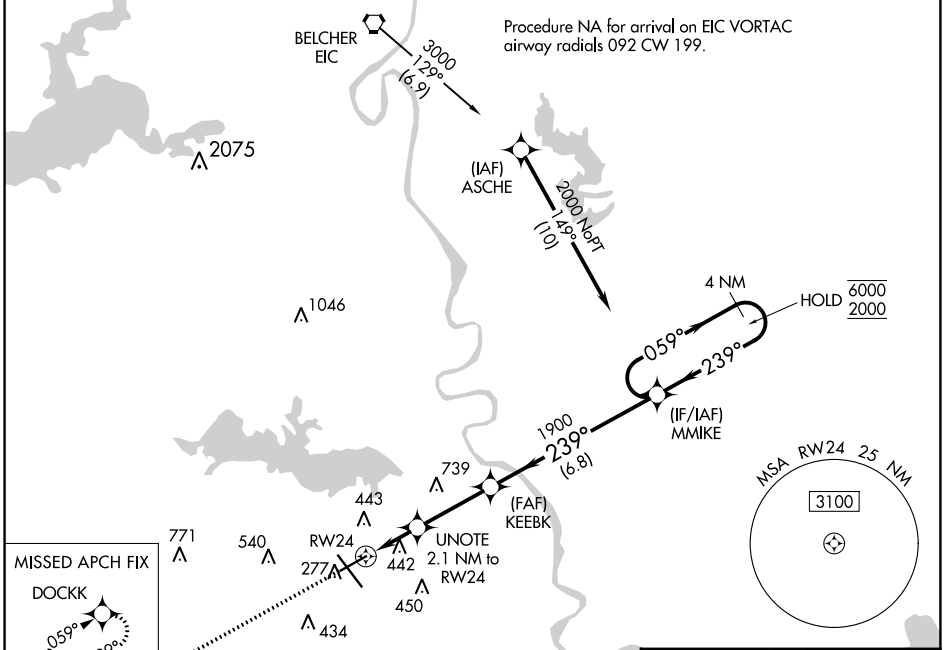 Procedure NA for arrival on EIC VORTAC
airway radials 092 CW 199.
BELCHER
EIC
3000
129°
(6.9)
2075
(IAF)
ASCHE
2000 NoPT
149°
(10)
4 NM
HOLD
6000
2000
1046
059°
239°
(IF/IAF)
MMIKE
1900
239°
(6.8)
MSA RW24 25 NM
3100
739
(FAF)
KEEBK
443
771
540
RW24
442
UNOTE
2.1 NM to
RW24
277
450
434
MISSED APCH FIX
DOCKK
059°